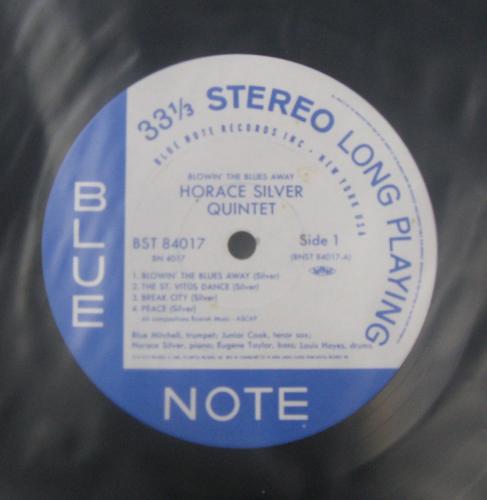 33⅓ STEREO LONG PLAYING
BLUE NOTE RECORDS INC • NEW YORK USA
BLOWIN' THE BLUES AWAY
HORACE SILVER
QUINTET
BST 84017
Side 1
BN 4017
(BNST 84017-A)
1. BLOWIN' THE BLUES AWAY (Silver)
2. THE ST. VITUS DANCE (Silver)
3. BREAK CITY (Silver)
4. PEACE (Silver)
All compositions Ecaroh Music - ASCAP
Blue Mitchell, trumpet; Junior Cook, tenor sax;
Horace Silver, piano; Eugene Taylor, bass; Louis Hayes, drums
BLUE
NOTE